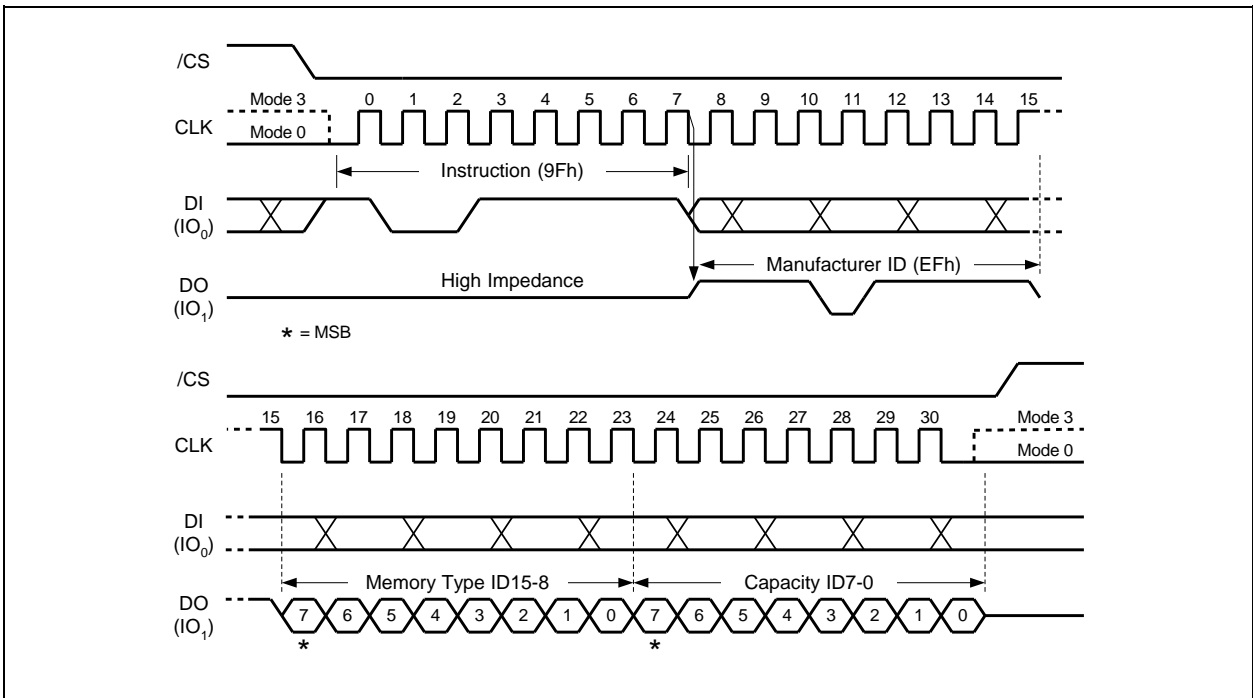 /CS
Mode 3
0 1 2 3 4 5 6 7 8 9 10 11 12 13 14 15
CLK
Mode 0
Instruction (9Fh)
DI
(IO0)
Manufacturer ID (EFh)
High Impedance
DO
(IO1)
* = MSB
/CS
15 16 17 18 19 20 21 22 23 24 25 26 27 28 29 30
Mode 3
CLK
Mode 0
DI
(IO0)
Memory Type ID15-8
Capacity ID7-0
DO
(IO1)
7 6 5 4 3 2 1 0 7 6 5 4 3 2 1 0
* *